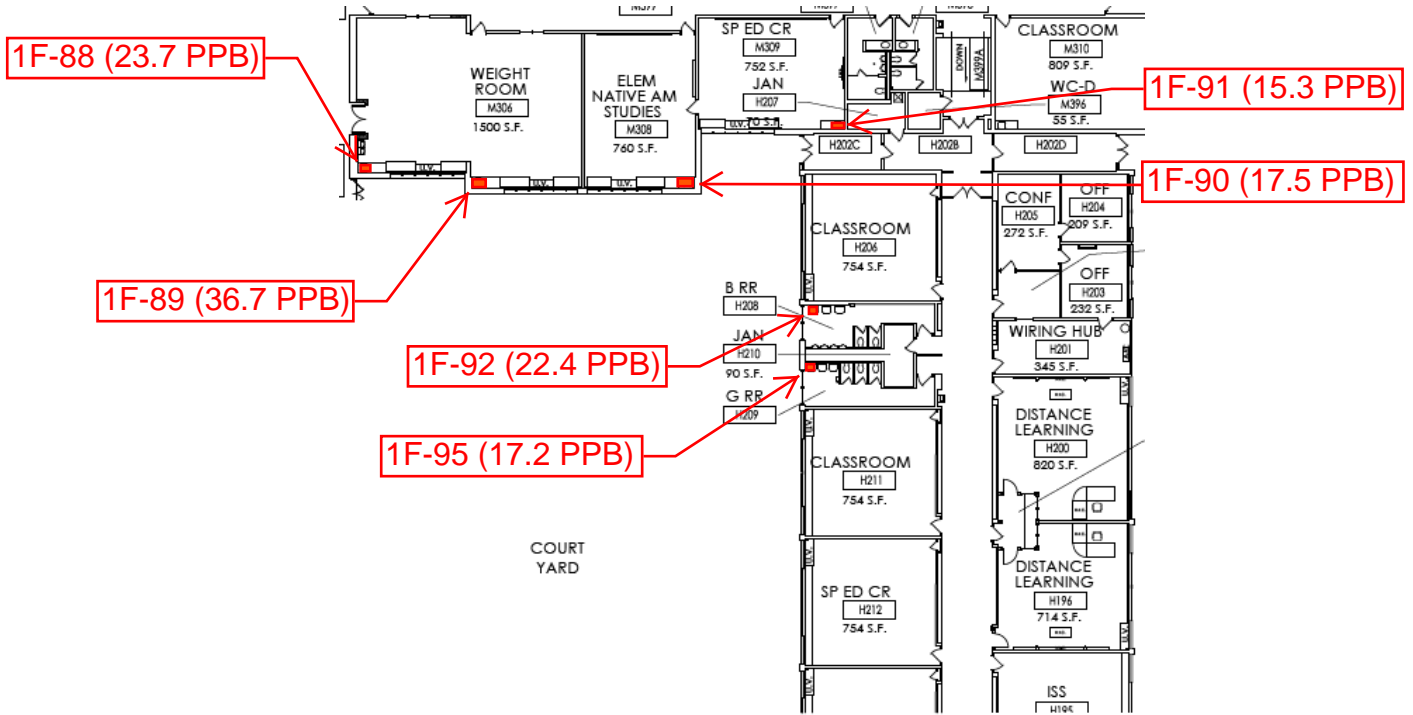 SP ED CR
M309
752 S.F.
JAN
H207
70 S.F.
CLASSROOM
M310
809 S.F.
WC-D
M396
55 S.F.
DOWN
M399A
1F-88 (23.7 PPB)
WEIGHT
ROOM
M306
1500 S.F.
ELEM
NATIVE AM
STUDIES
M308
760 S.F.
1F-91 (15.3 PPB)
U.V.
U.V.
U.V.
U.V.
H202C
H202B
H202D
1F-90 (17.5 PPB)
CONF
H205
272 S.F.
OFF
H204
209 S.F.
CLASSROOM
H206
754 S.F.
U.V.
OFF
H203
232 S.F.
1F-89 (36.7 PPB)
B RR
H208
JAN
H210
90 S.F.
G RR
H209
WIRING HUB
H201
345 S.F.
1F-92 (22.4 PPB)
1F-95 (17.2 PPB)
U.V.
DISTANCE
LEARNING
H200
820 S.F.
U.V.
CLASSROOM
H211
754 S.F.
U.V.
COURT
YARD
SP ED CR
H212
754 S.F.
U.V.
DISTANCE
LEARNING
H196
714 S.F.
U.V.
U.V.
ISS
H195